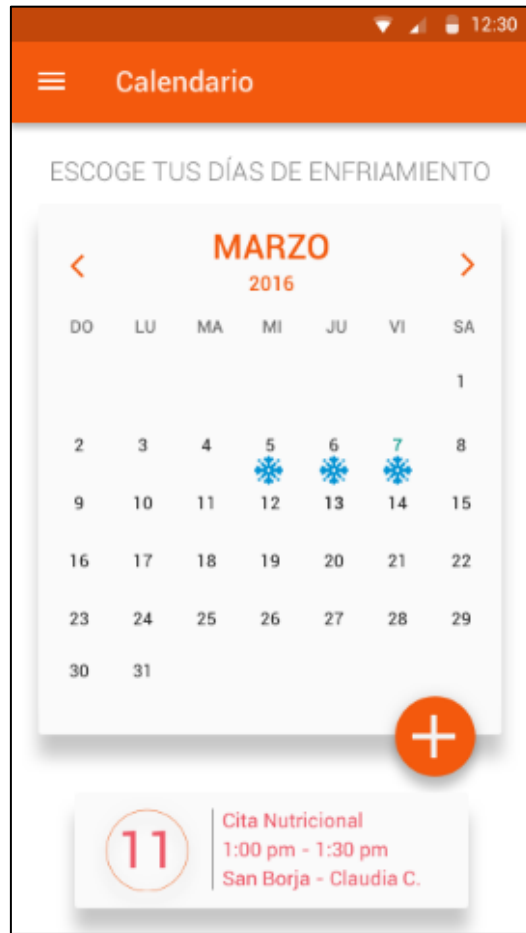 12:30
Calendario
ESCOGE TUS DÍAS DE ENFRIAMIENTO
MARZO
2016
DO LU MA MI JU VI SA
1
2 3 4 5 6 7 8
9 10 11 12 13 14 15
16 17 18 19 20 21 22
23 24 25 26 27 28 29
30 31
11
Cita Nutricional
1:00 pm - 1:30 pm
San Borja - Claudia C.